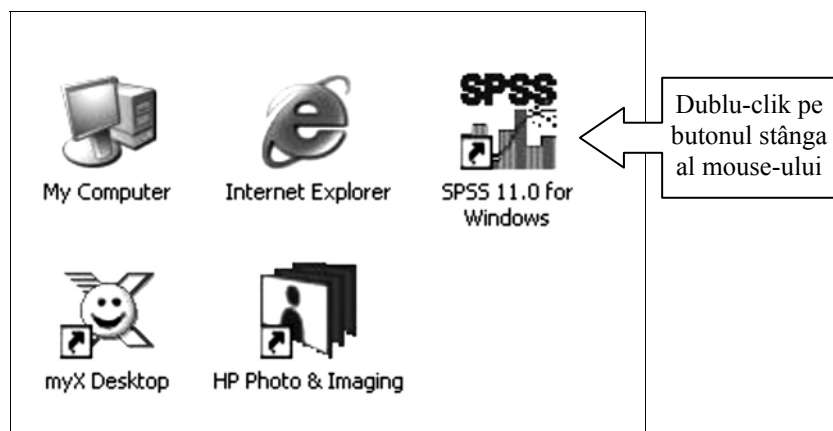 SPSS
Dublu-clik pe
butonul stânga
al mouse-ului
My Computer
Internet Explorer
SPSS 11.0 for
Windows
myX Desktop
HP Photo & Imaging